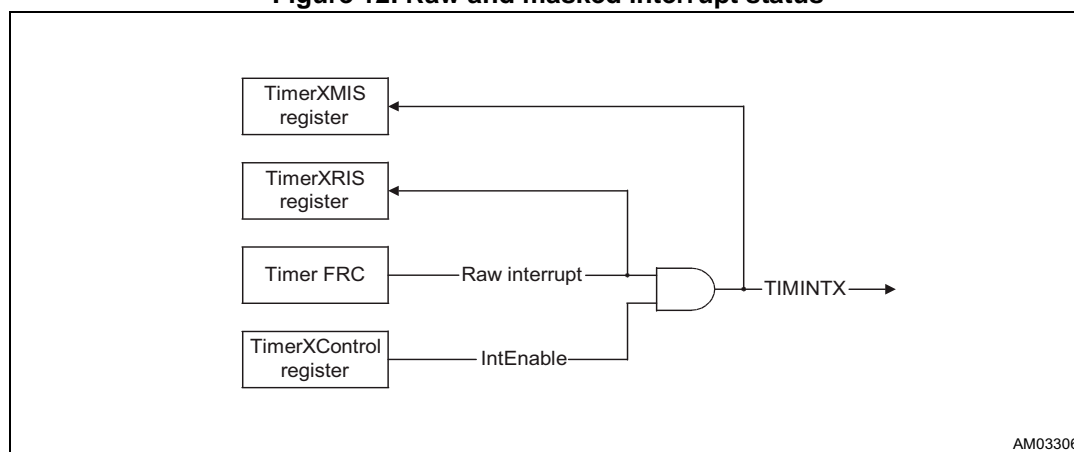 Figure 12. Raw and masked interrupt status
TimerXMIS
register
TimerXRIS
register
Timer FRC
Raw interrupt
TIMINTX
TimerXControl
register
IntEnable
AM03306